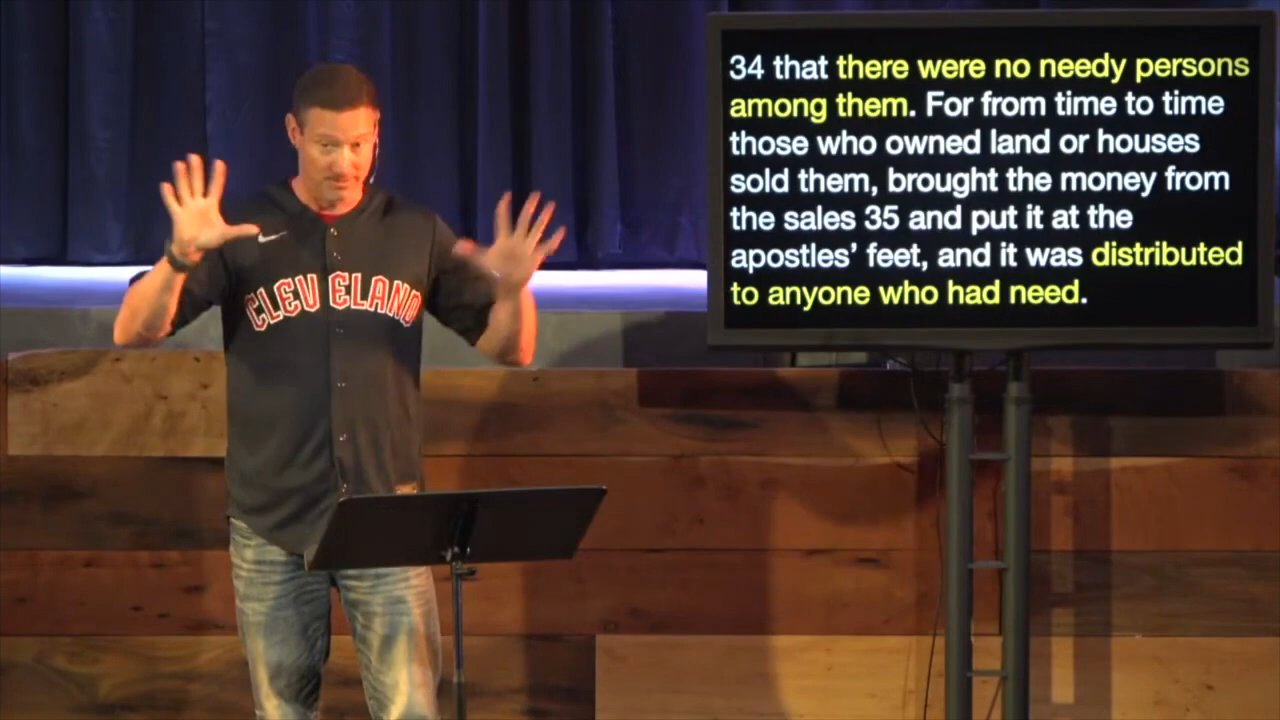 CLEVELAND
34 that there were no needy persons
among them. For from time to time
those who owned land or houses
sold them, brought the money from
the sales 35 and put it at the
apostles’ feet, and it was distributed
to anyone who had need.